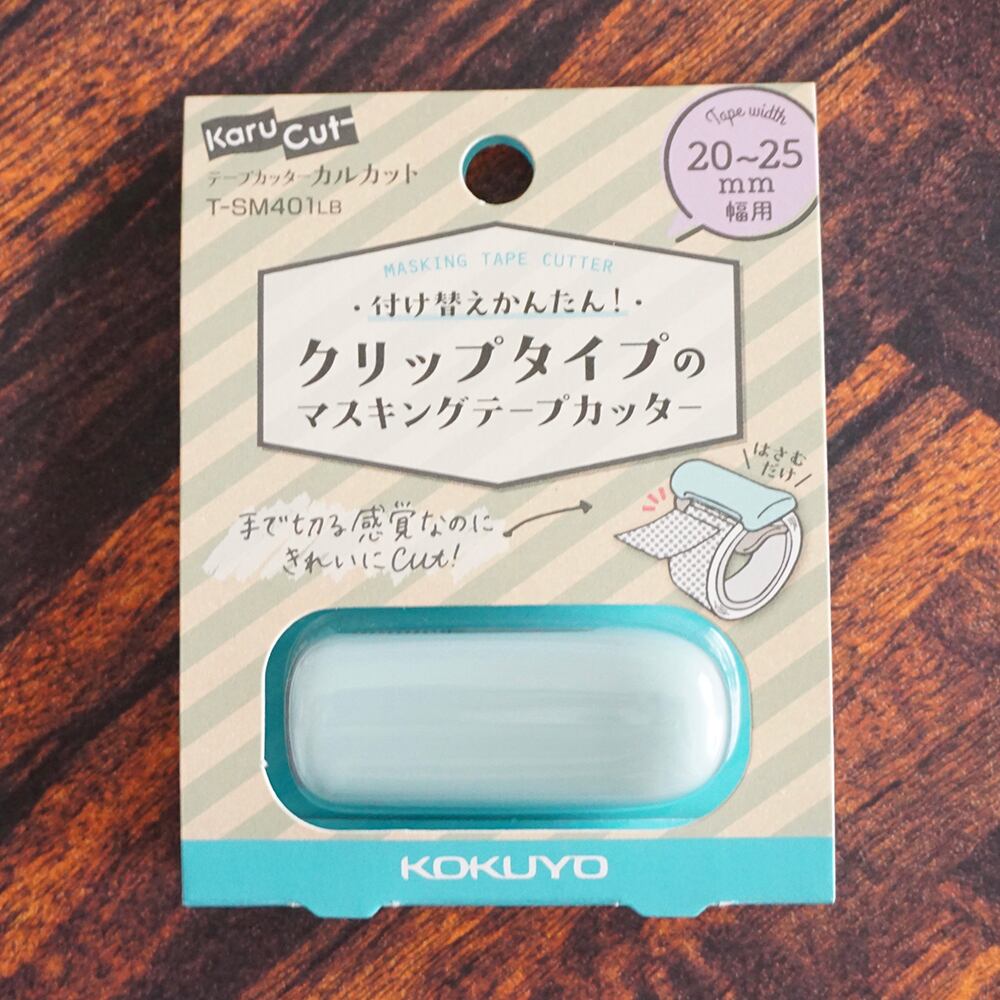 Karu Cut
テープカッターカルカット
T-SM401LB
Tape width
20~25
mm
幅用
MASKING TAPE CUTTER
・付け替えかんたん!・
クリップタイプの
マスキングテープカッター
はさむ
だけ
手で切る感覚なのに
きれいにCut!
KOKUYO